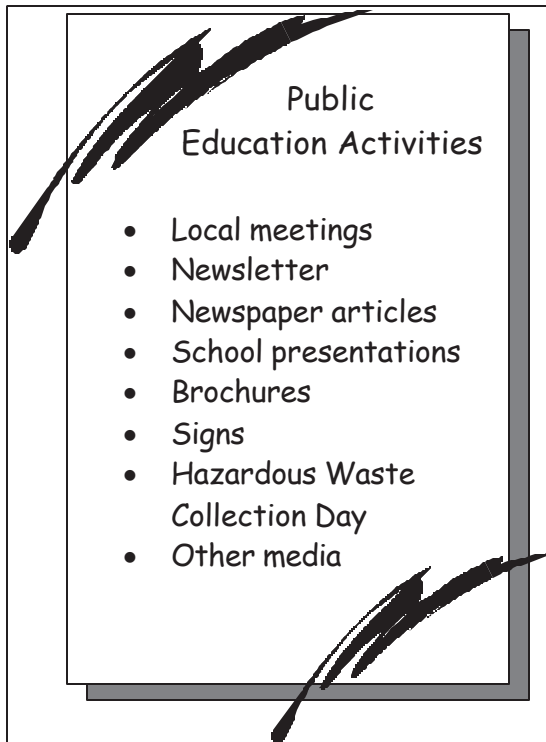 Public
Education Activities
• Local meetings
• Newsletter
• Newspaper articles
• School presentations
• Brochures
• Signs
• Hazardous Waste
Collection Day
• Other media